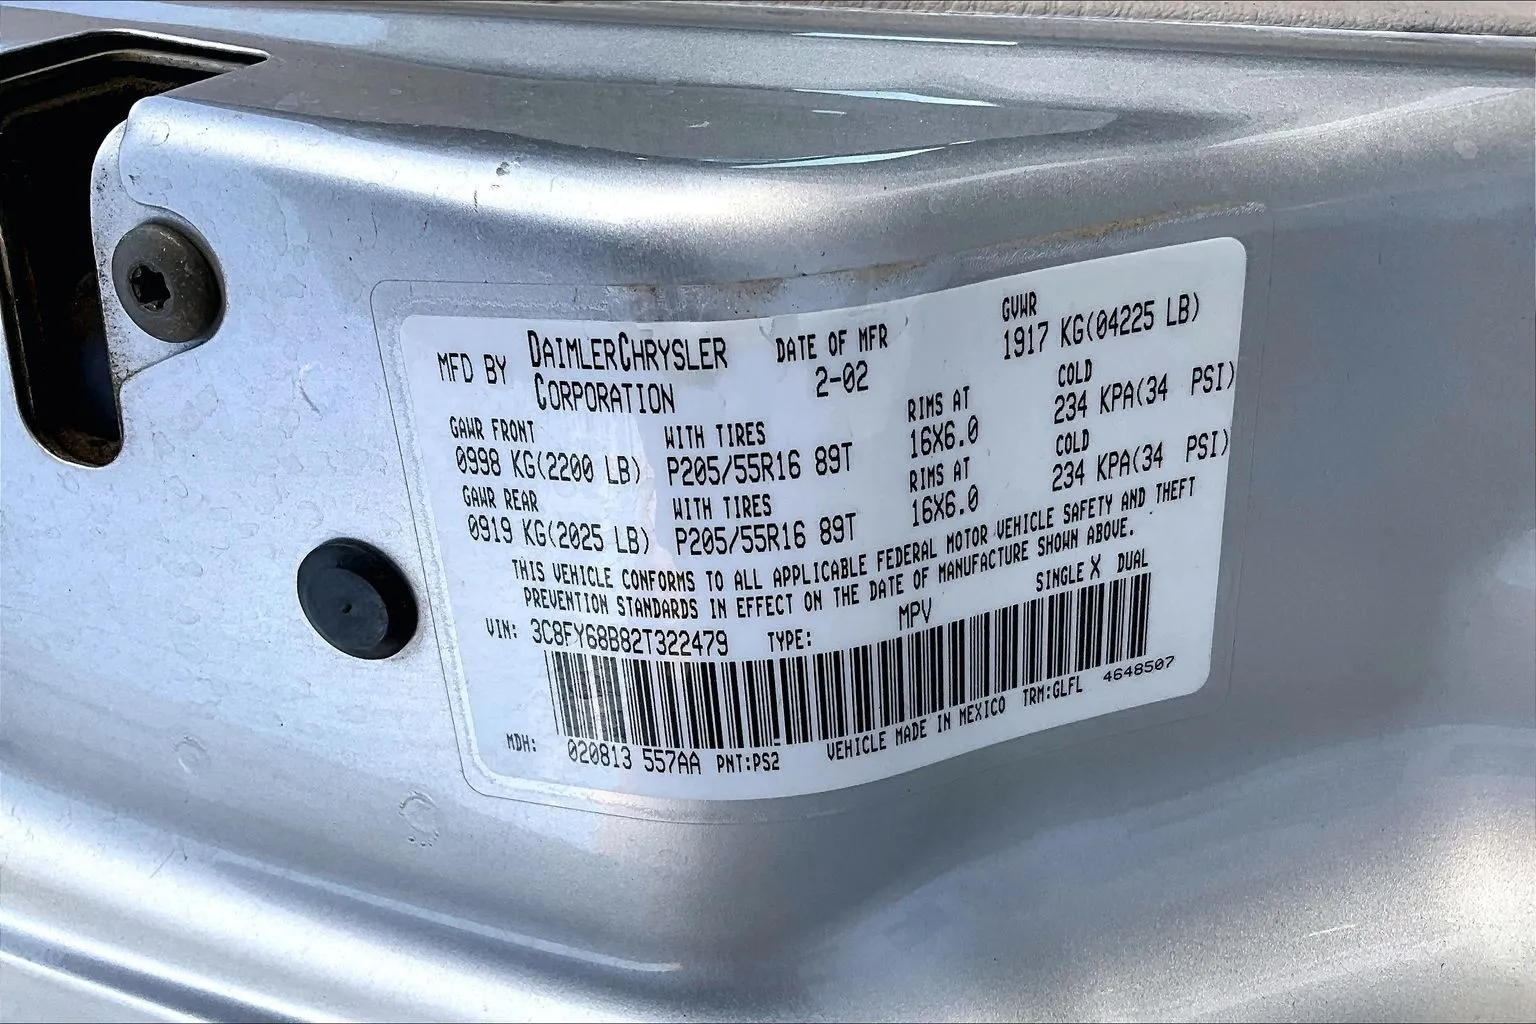 MFD BY DAIMLERCHRYSLER CORPORATION
DATE OF MFR 2-02
GVWR 1917 KG(04225 LB)
GAWR FRONT WITH TIRES RIMS AT COLD
0998 KG(2200 LB) P205/55R16 89T 16X6.0 234 KPA(34 PSI)
GAWR REAR WITH TIRES RIMS AT COLD
0919 KG(2025 LB) P205/55R16 89T 16X6.0 234 KPA(34 PSI)
THIS VEHICLE CONFORMS TO ALL APPLICABLE FEDERAL MOTOR VEHICLE SAFETY AND THEFT
PREVENTION STANDARDS IN EFFECT ON THE DATE OF MANUFACTURE SHOWN ABOVE.
VIN: 3C8FY68B82T322479 TYPE: MPV SINGLE X DUAL
MDH: 020813 557AA PNT:PS2 VEHICLE MADE IN MEXICO TRM:GLFL 4648507